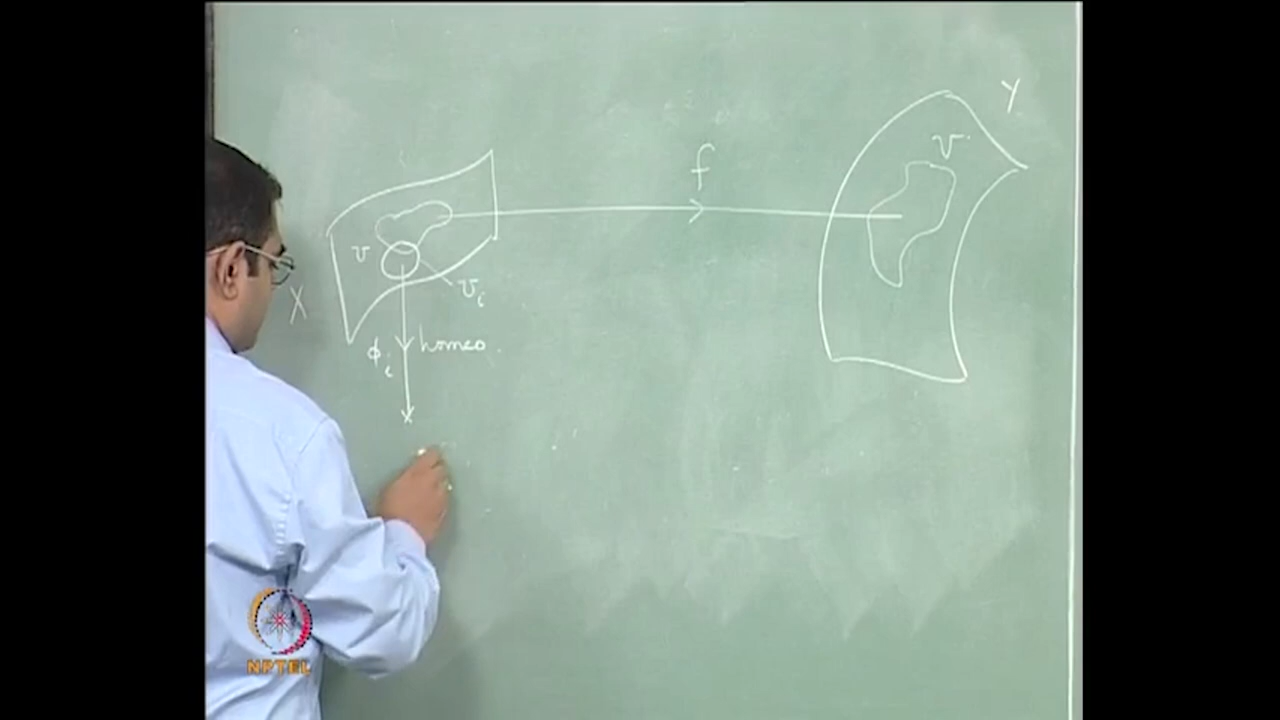 Y
f
V
U
U_i
X
ϕ_i homeo.
NPTEL